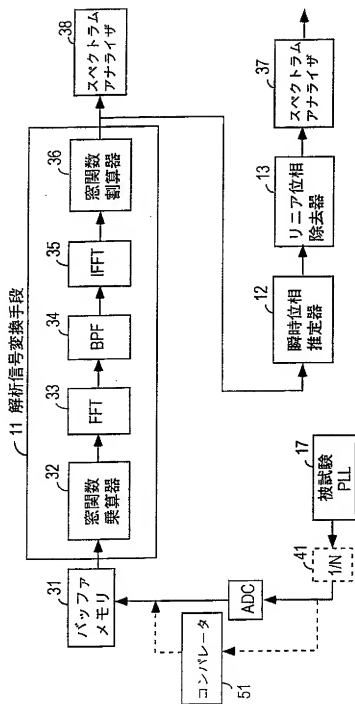 11 解析信号変換手段
31
バッファ
メモリ
32
窓関数
乗算器
33
FFT
34
BPF
35
IFFT
36
窓関数
割算器
38
スペクトラム
アナライザ
コンパレータ
51
ADC
41
1/N
17
被試験
PLL
12
瞬時位相
推定器
13
リニア位相
除去器
37
スペクトラム
アナライザ